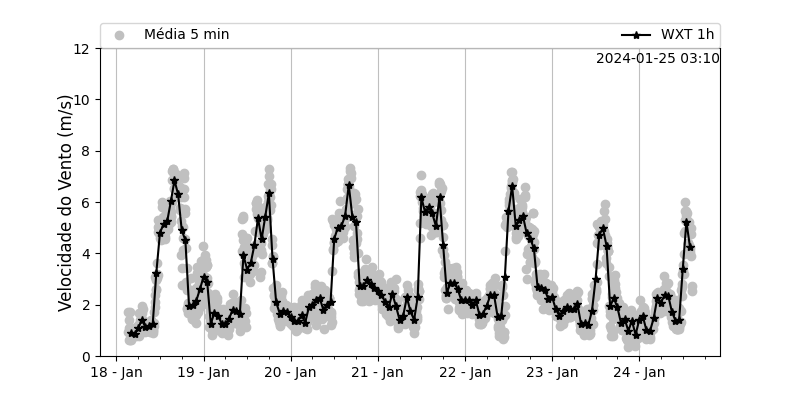 Média 5 min
WXT 1h
2024-01-25 03:10
Velocidade do Vento (m/s)
12
10
8
6
4
2
0
18 - Jan
19 - Jan
20 - Jan
21 - Jan
22 - Jan
23 - Jan
24 - Jan